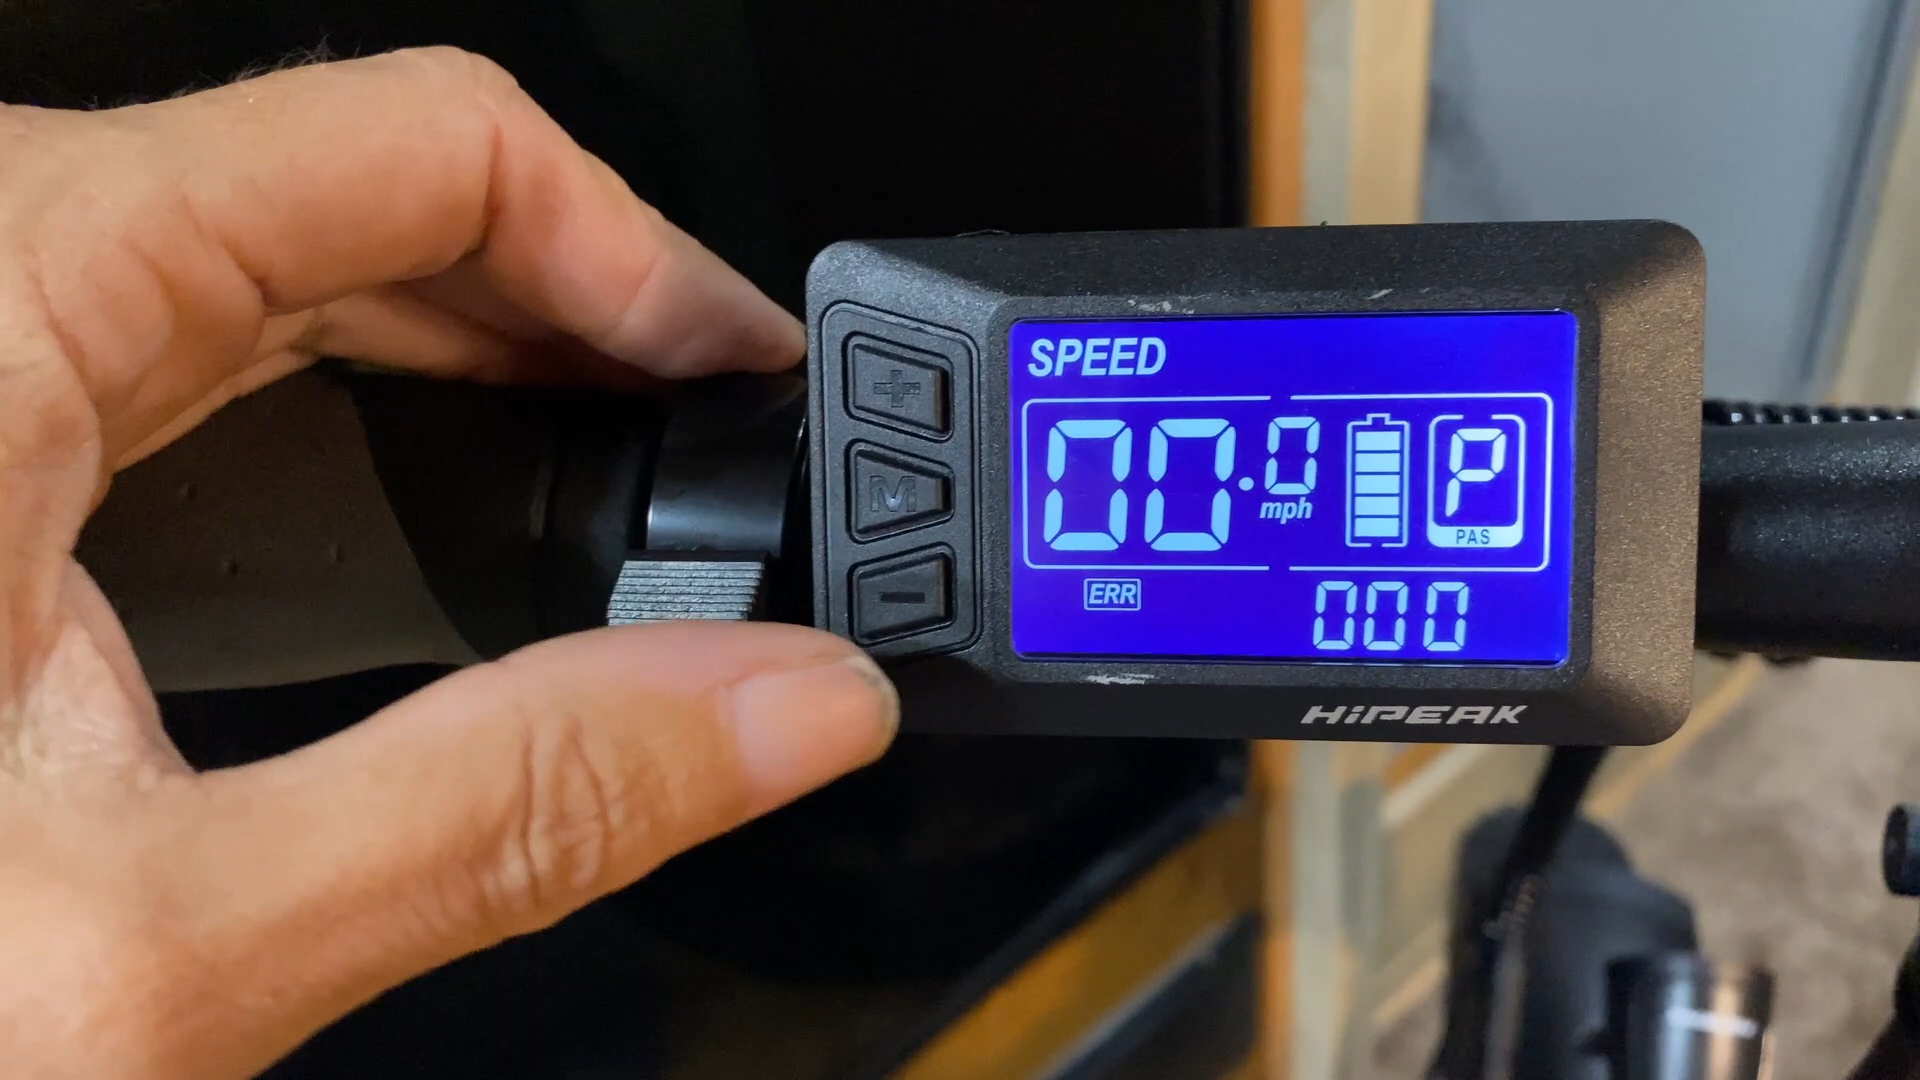 SPEED
+
00.0
mph
P
PAS
M
-
ERR
000
HiPEAK